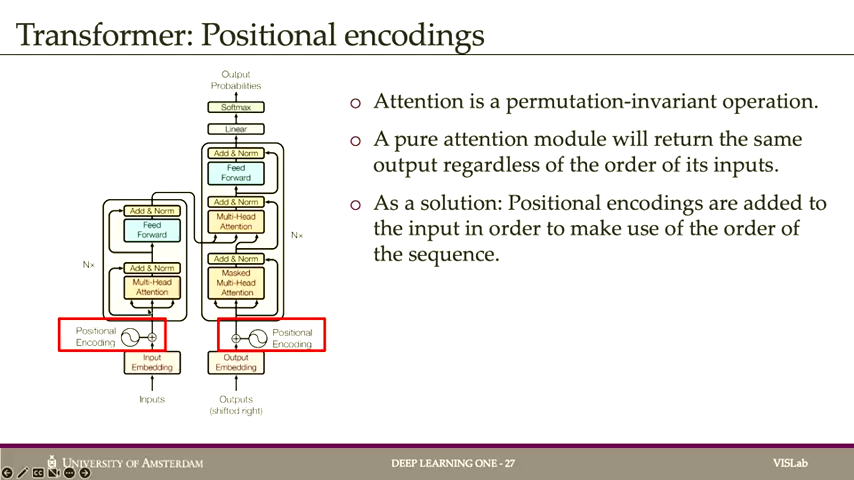 Transformer: Positional encodings
Output
Probabilities
Softmax
Linear
Add & Norm
Feed
Forward
Add & Norm
Multi-Head
Attention
Add & Norm
Masked
Multi-Head
Attention
Nx
Add & Norm
Feed
Forward
Nx
Add & Norm
Multi-Head
Attention
Positional
Encoding
Positional
Encoding
Input
Embedding
Output
Embedding
Inputs
Outputs
(shifted right)
Attention is a permutation-invariant operation.
A pure attention module will return the same
output regardless of the order of its inputs.
As a solution: Positional encodings are added to
the input in order to make use of the order of
the sequence.
UNIVERSITY OF AMSTERDAM
DEEP LEARNING ONE - 27
VISLab